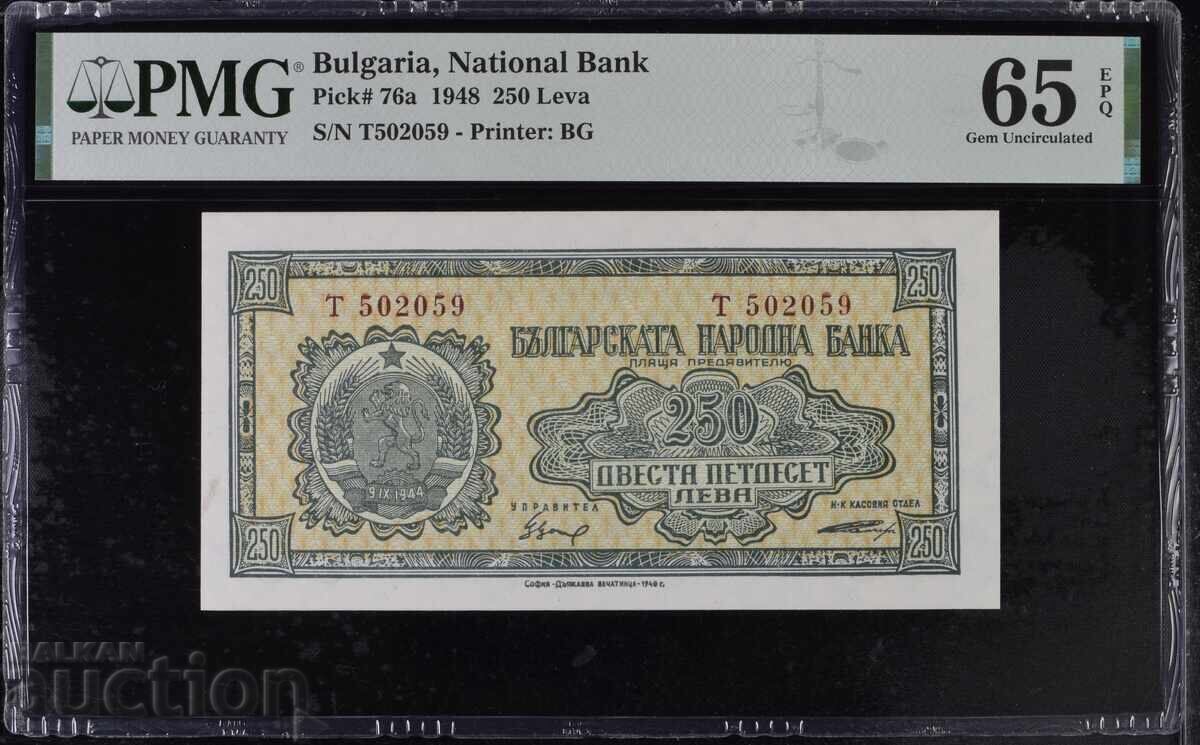 PMG®
PAPER MONEY GUARANTY
Bulgaria, National Bank
Pick# 76a 1948 250 Leva
S/N T502059 - Printer: BG
65 EPQ
Gem Uncirculated
250 250
Т 502059 Т 502059
БЪЛГАРСКАТА НАРОДНА БАНКА
ПЛАЩА ПРЕДЯВИТЕЛЮ
250
ДВЕСТА ПЕТДЕСЕТ
ЛЕВА
9 IX 1944
УПРАВИТЕЛ
Н-К КАСОВИЯ ОТДЕЛ
250 250
СОФИЯ - ДЪРЖАВНА ПЕЧАТНИЦА - 1948 г.
ALKAN
auction